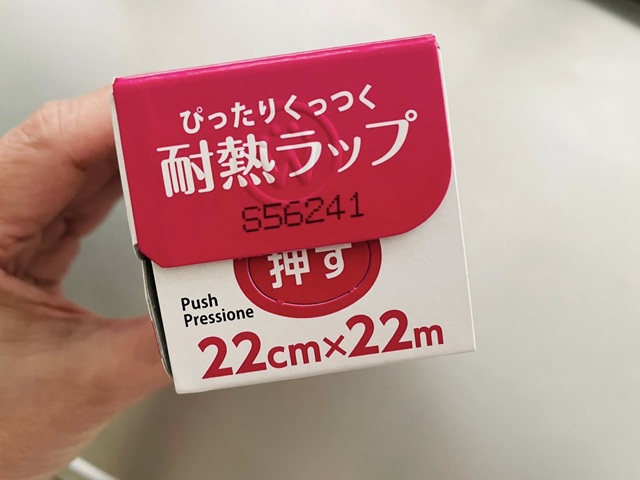 ぴったりくっつく
耐熱ラップ
S56241
押す
Push
Pressione
22cm×22m